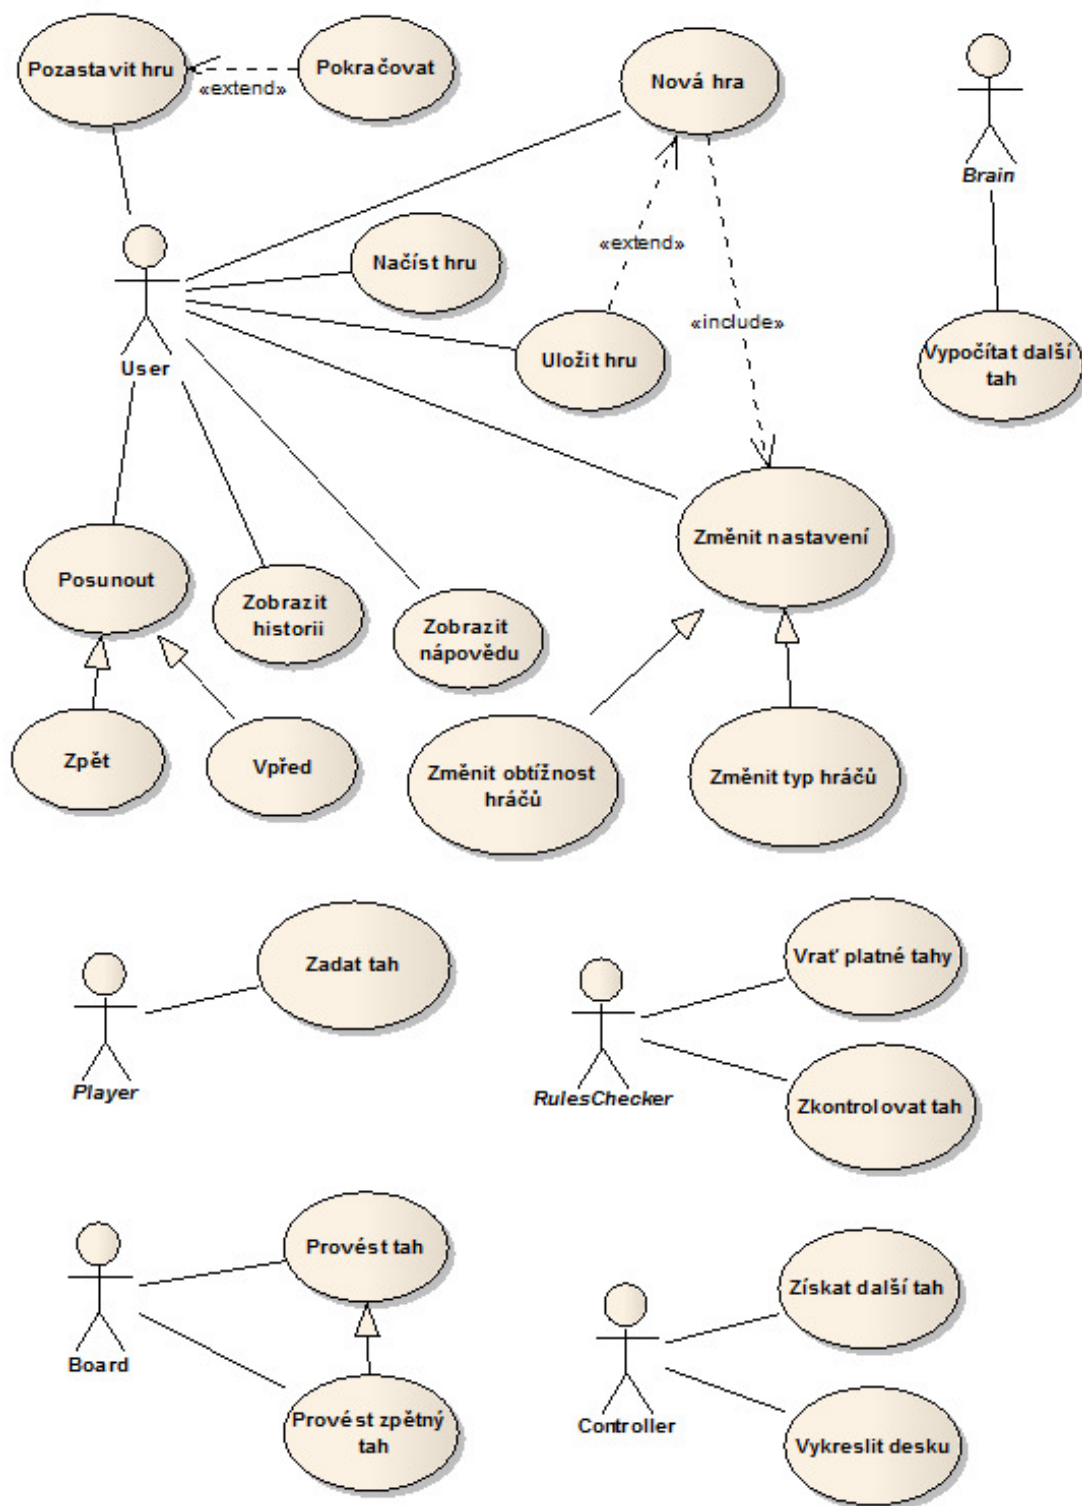 Pozastavit hru
Pokračovat
«extend»
Nová hra
Brain
Načíst hru
«extend»
«include»
User
Uložit hru
Vypočítat další
tah
Posunout
Zobrazit
historii
Zobrazit
nápovědu
Změnit nastavení
Zpět
Vpřed
Změnit obtížnost
hráčů
Změnit typ hráčů
Zadat tah
Player
Vrať platné tahy
RulesChecker
Zkontrolovat tah
Provést tah
Board
Provést zpětný
tah
Získat další tah
Controller
Vykreslit desku